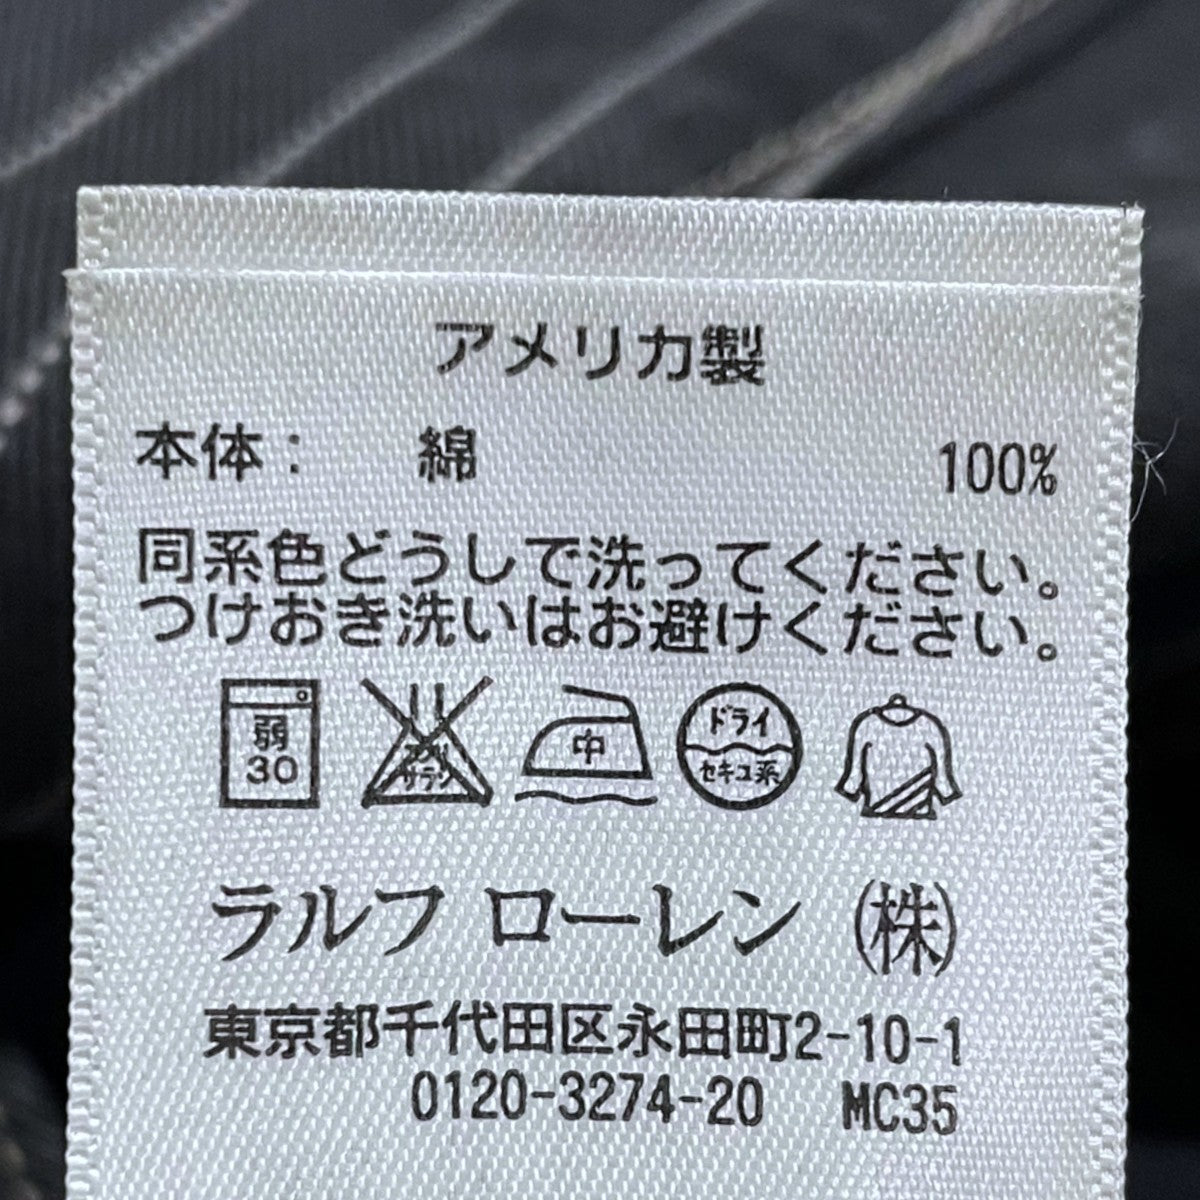 アメリカ製
本体： 綿 100%
同系色どうしで洗ってください。
つけおき洗いはお避けください。
弱 中 ドライ
30 サラシ セキユ系
ラルフ ローレン ㈱
東京都千代田区永田町2-10-1
0120-3274-20 MC35